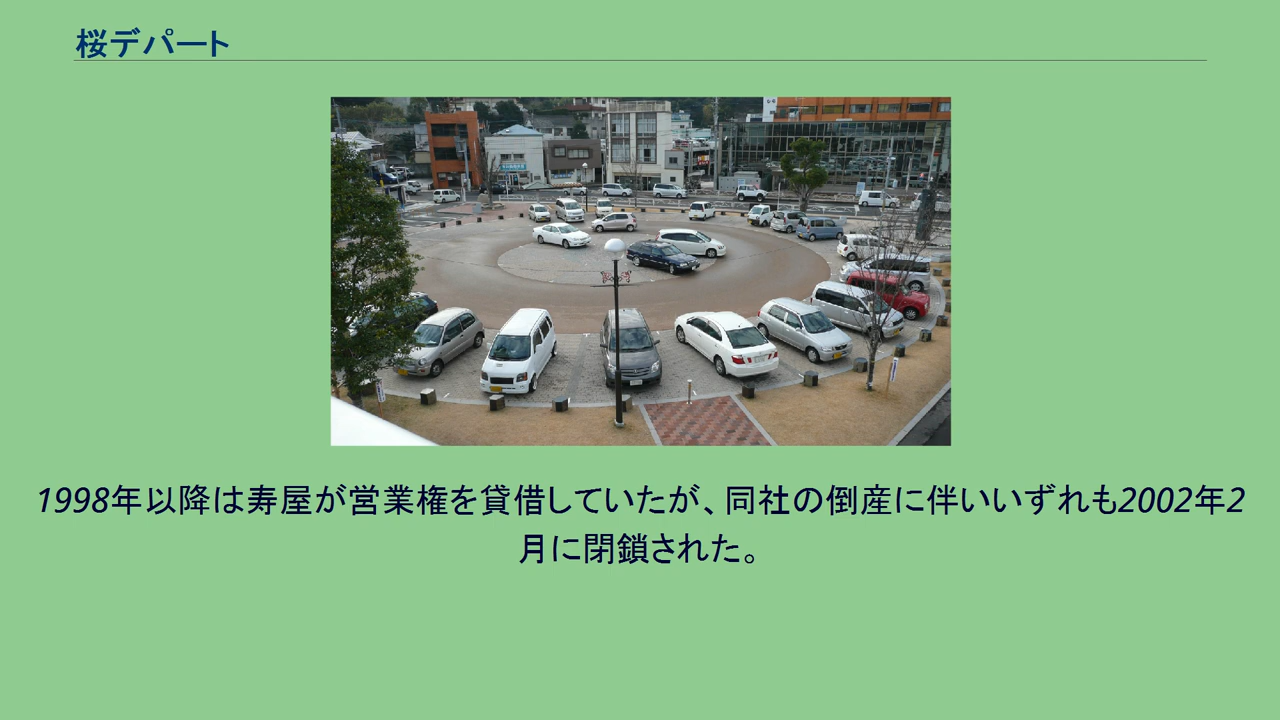 桜デパート
1998年以降は寿屋が営業権を貸借していたが、同社の倒産に伴いいずれも2002年2
月に閉鎖された。